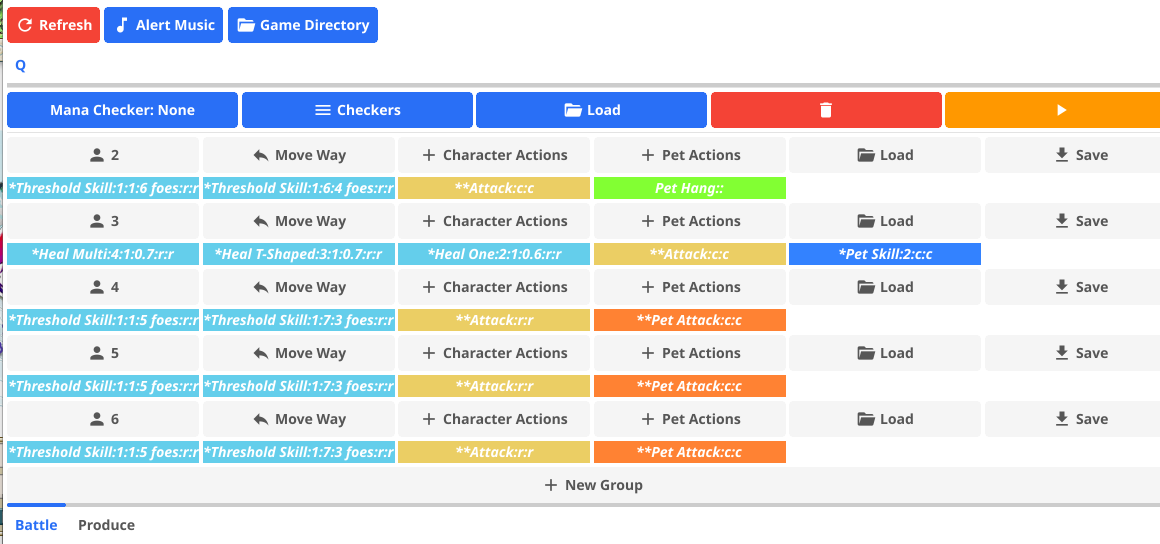 Refresh Alert Music Game Directory
Q
Mana Checker: None Checkers Load
2 Move Way Character Actions Pet Actions Load Save
*Threshold Skill:1:1:6 foes:r:r *Threshold Skill:1:6:4 foes:r:r **Attack:c:c Pet Hang::
3 Move Way Character Actions Pet Actions Load Save
*Heal Multi:4:1:0.7:r:r *Heal T-Shaped:3:1:0.7:r:r *Heal One:2:1:0.6:r:r **Attack:c:c *Pet Skill:2:c:c
4 Move Way Character Actions Pet Actions Load Save
*Threshold Skill:1:1:5 foes:r:r *Threshold Skill:1:7:3 foes:r:r **Attack:r:r **Pet Attack:c:c
5 Move Way Character Actions Pet Actions Load Save
*Threshold Skill:1:1:5 foes:r:r *Threshold Skill:1:7:3 foes:r:r **Attack:r:r **Pet Attack:c:c
6 Move Way Character Actions Pet Actions Load Save
*Threshold Skill:1:1:5 foes:r:r *Threshold Skill:1:7:3 foes:r:r **Attack:r:r **Pet Attack:c:c
New Group
Battle Produce